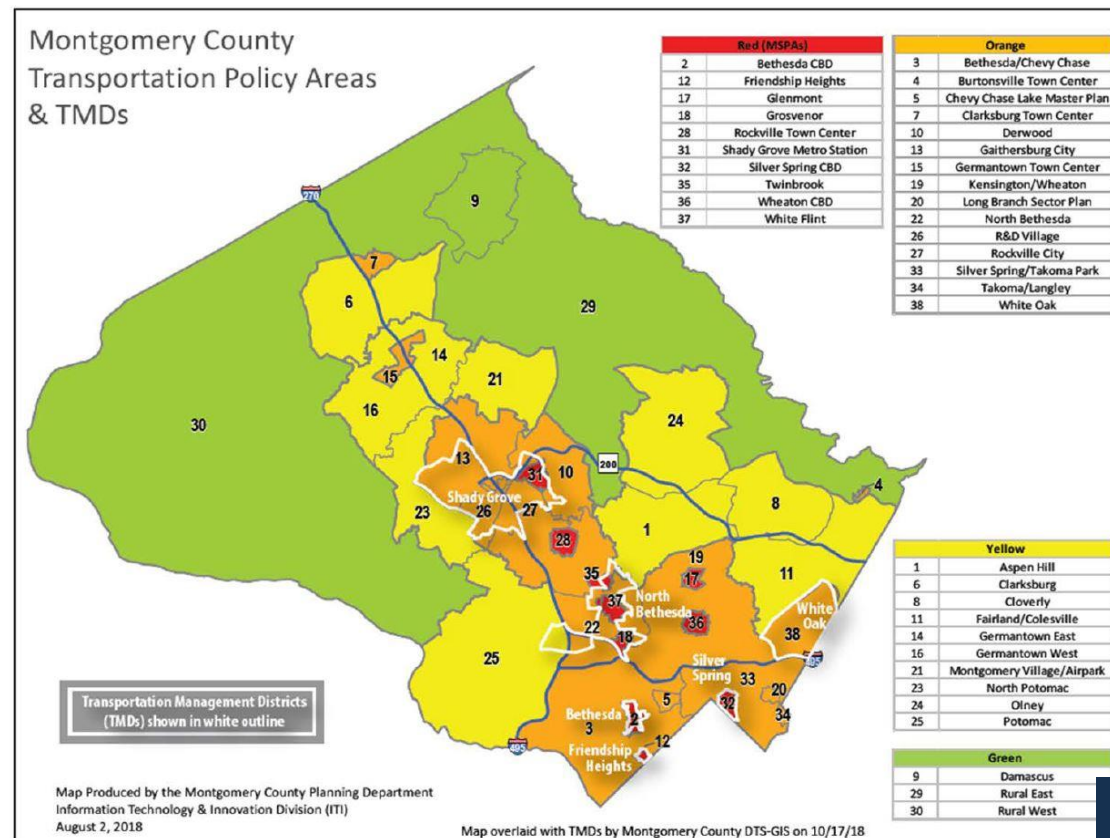 Montgomery County
Transportation Policy Areas
& TMDs
Red (MSPAs)
2 Bethesda CBD
12 Friendship Heights
17 Glenmont
18 Grosvenor
28 Rockville Town Center
31 Shady Grove Metro Station
32 Silver Spring CBD
35 Twinbrook
36 Wheaton CBD
37 White Flint
Orange
3 Bethesda/Chevy Chase
4 Burtonsville Town Center
5 Chevy Chase Lake Master Plan
7 Clarksburg Town Center
10 Derwood
13 Gaithersburg City
15 Germantown Town Center
19 Kensington/Wheaton
20 Long Branch Sector Plan
22 North Bethesda
26 R&D Village
27 Rockville City
33 Silver Spring/Takoma Park
34 Takoma/Langley
38 White Oak
270
9
7
6
29
14
15
21
16
30
24
13
31
10
200
4
Shady Grove
8
23
26
27
28
1
19
35
17
11
37
North
Bethesda
White
Oak
22
36
38
18
25
Silver
Spring
495
33
5
20
32
34
Bethesda
2
3
12
495
Friendship
Heights
Transportation Management Districts
(TMDs) shown in white outline
Yellow
1 Aspen Hill
6 Clarksburg
8 Cloverly
11 Fairland/Colesville
14 Germantown East
16 Germantown West
21 Montgomery Village/Airpark
23 North Potomac
24 Olney
25 Potomac
Green
9 Damascus
29 Rural East
30 Rural West
Map Produced by the Montgomery County Planning Department
Information Technology & Innovation Division (ITI)
August 2, 2018
Map overlaid with TMDs by Montgomery County DTS-GIS on 10/17/18